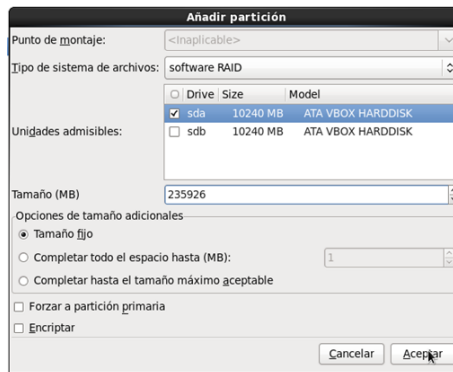 Añadir partición
Punto de montaje: <Inaplicable>
Tipo de sistema de archivos: software RAID
Drive Size Model
sda 10240 MB ATA VBOX HARDDISK
sdb 10240 MB ATA VBOX HARDDISK
Unidades admisibles:
Tamaño (MB) 235926
Opciones de tamaño adicionales
Tamaño fijo
Completar todo el espacio hasta (MB): 1
Completar hasta el tamaño máximo aceptable
Forzar a partición primaria
Encriptar
Cancelar Aceptar